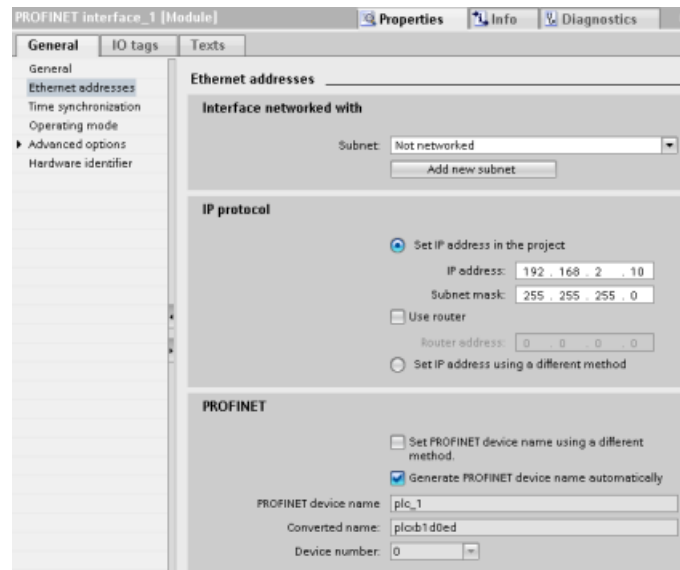 PROFINET interface_1 [Module]
Properties
Info
Diagnostics
General
IO tags
Texts
General
Ethernet addresses
Time synchronization
Operating mode
Advanced options
Hardware identifier
Ethernet addresses
Interface networked with
Subnet: Not networked
Add new subnet
IP protocol
Set IP address in the project
IP address: 192 . 168 . 2 . 10
Subnet mask: 255 . 255 . 255 . 0
Use router
Router address: 0 . 0 . 0 . 0
Set IP address using a different method
PROFINET
Set PROFINET device name using a different
method.
Generate PROFINET device name automatically
PROFINET device name plc_1
Converted name: plcxb1d0ed
Device number: 0